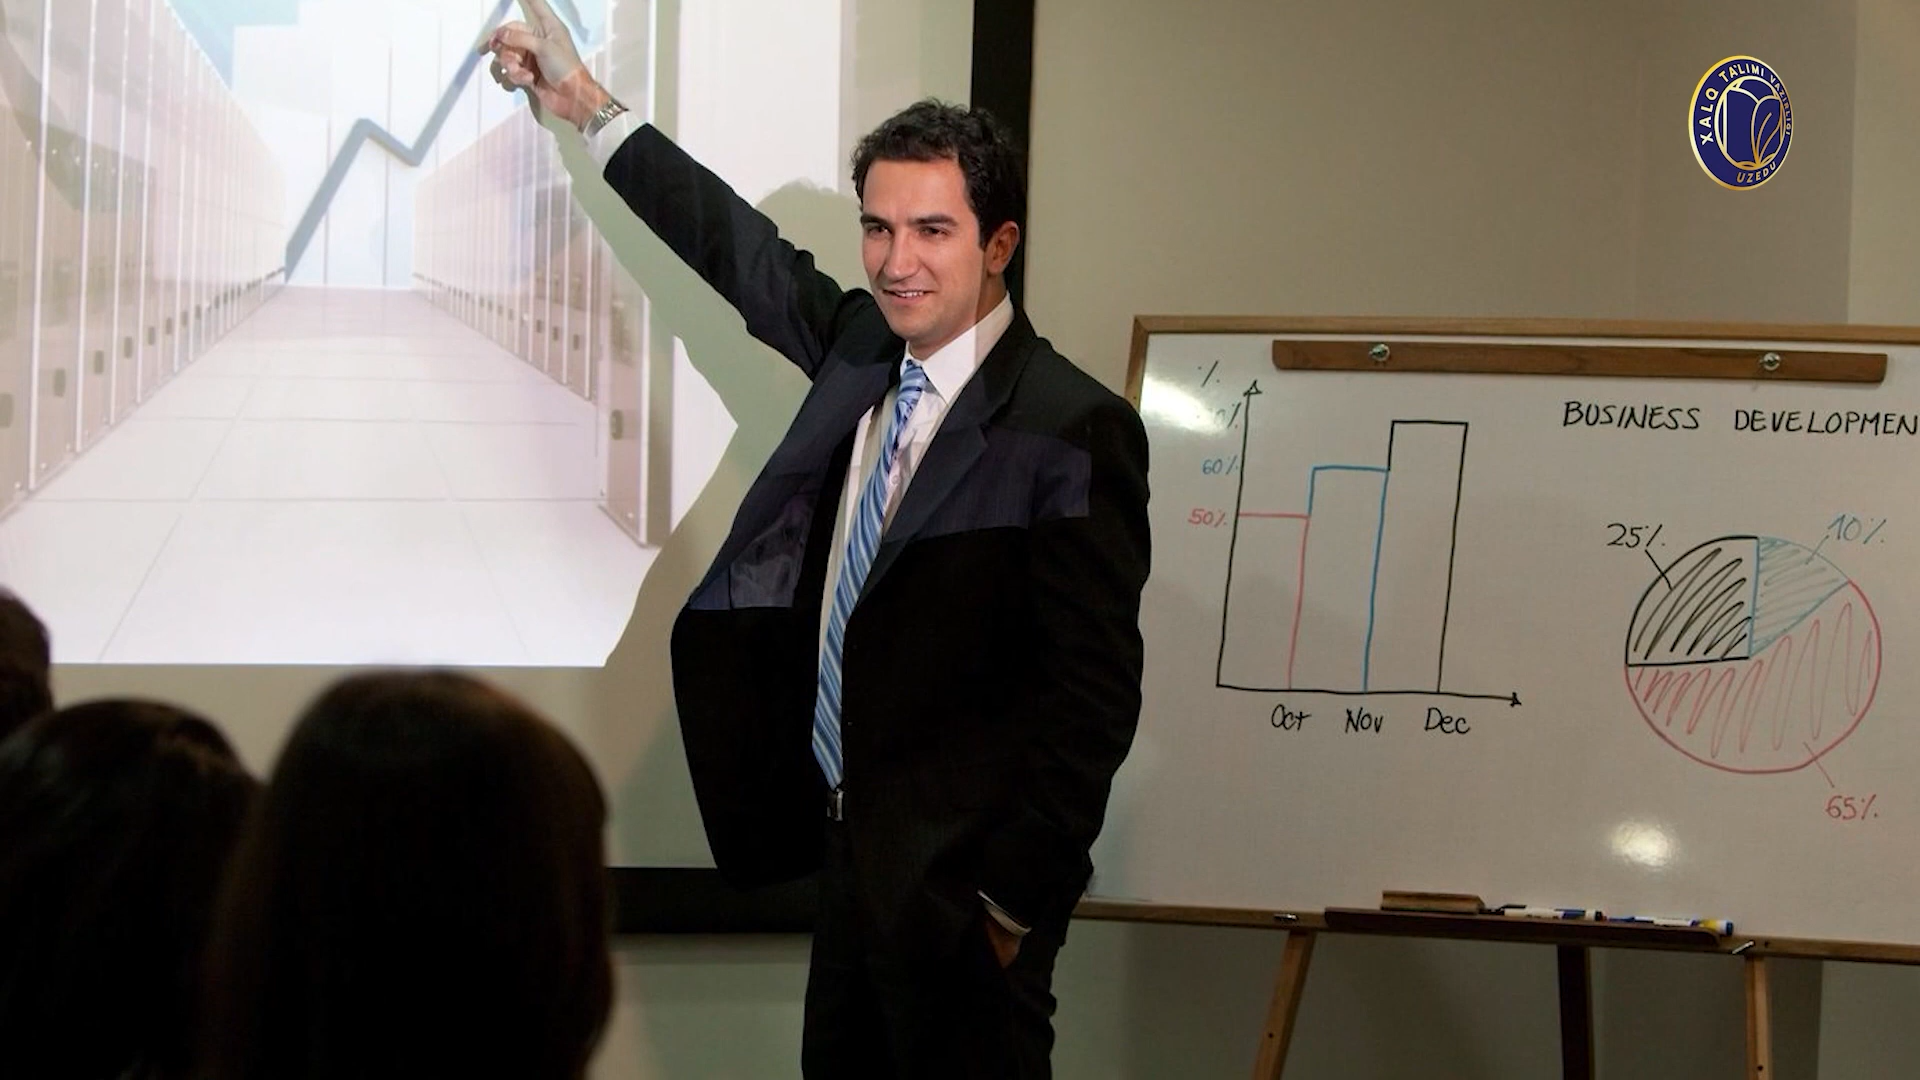 XALQ TA'LIMI VAZIRLIGI
UZEDU
%
60%
50%
Oct Nov Dec
BUSINESS DEVELOPMEN
25%
10%
65%